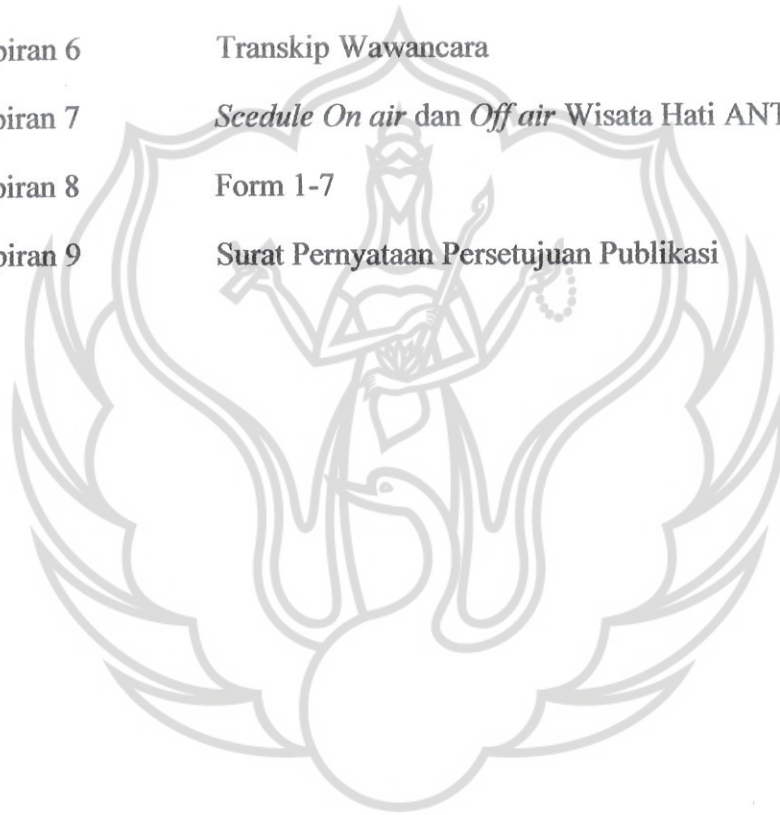 piran 6 Transkip Wawancara
piran 7 Scedule On air dan Off air Wisata Hati ANT
piran 8 Form 1-7
piran 9 Surat Pernyataan Persetujuan Publikasi